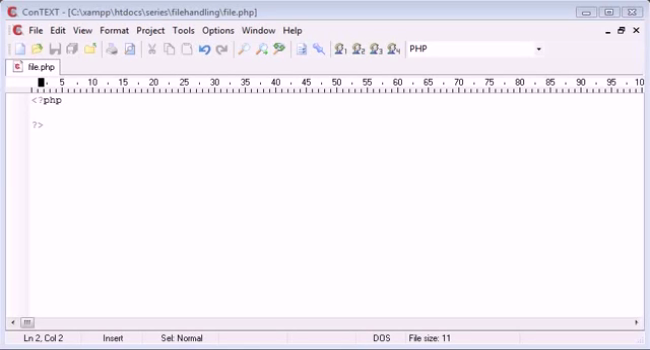 ConTEXT - [C:\xampp\htdocs\series\filehandling\file.php]
File Edit View Format Project Tools Options Window Help
PHP
file.php
5 10 15 20 25 30 35 40 45 50 55 60 65 70 75 80 85 90 95 10
<?php
?>
Ln 2, Col 2 Insert Sel: Normal DOS File size: 11